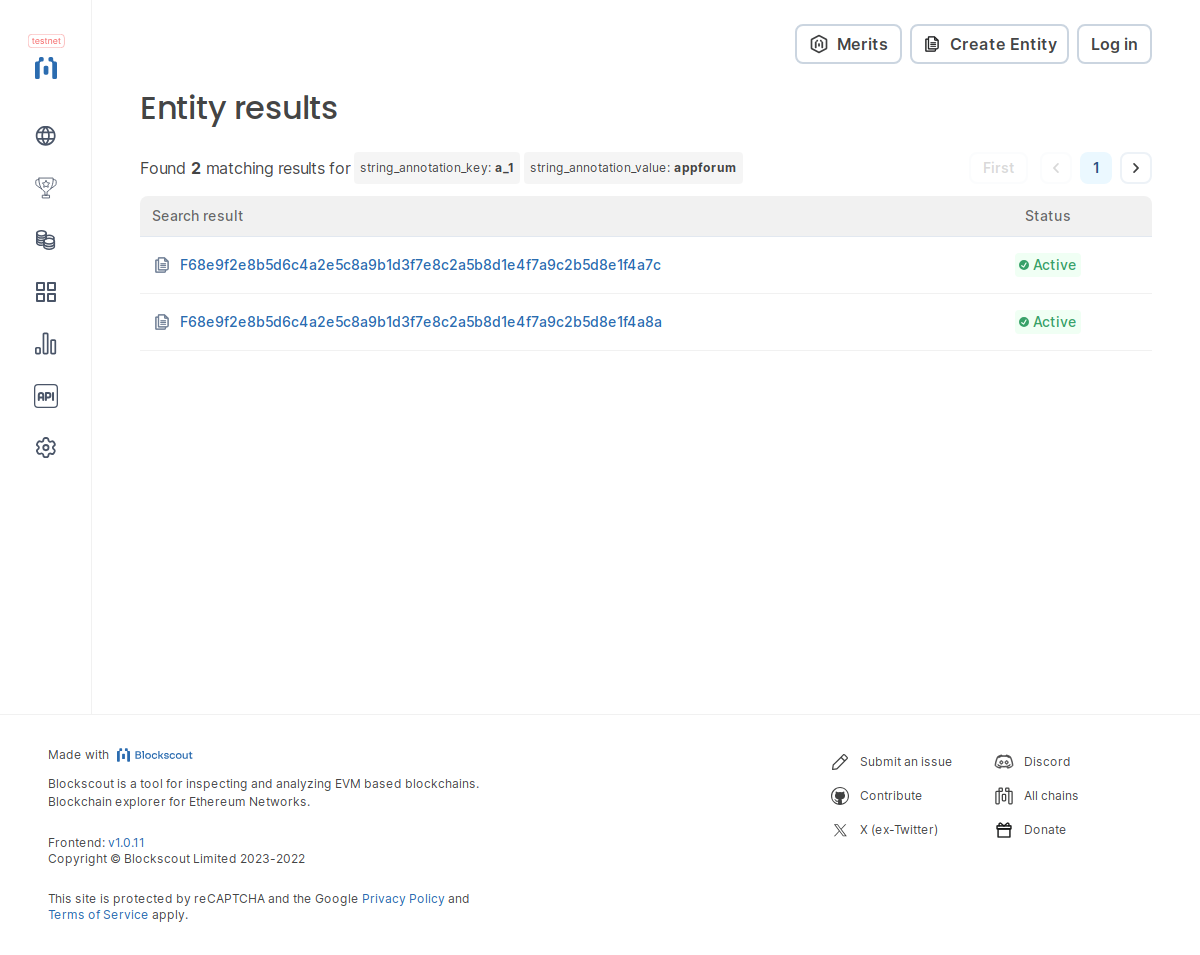 testnet
Merits Create Entity Log in
Entity results
Found 2 matching results for string_annotation_key: a_1 string_annotation_value: appforum First 1
Search result Status
F68e9f2e8b5d6c4a2e5c8a9b1d3f7e8c2a5b8d1e4f7a9c2b5d8e1f4a7c Active
F68e9f2e8b5d6c4a2e5c8a9b1d3f7e8c2a5b8d1e4f7a9c2b5d8e1f4a8a Active
API
Made with Blockscout
Blockscout is a tool for inspecting and analyzing EVM based blockchains.
Blockchain explorer for Ethereum Networks.
Frontend: v1.0.11
Copyright © Blockscout Limited 2023-2022
This site is protected by reCAPTCHA and the Google Privacy Policy and
Terms of Service apply.
Submit an issue Discord
Contribute All chains
X (ex-Twitter) Donate